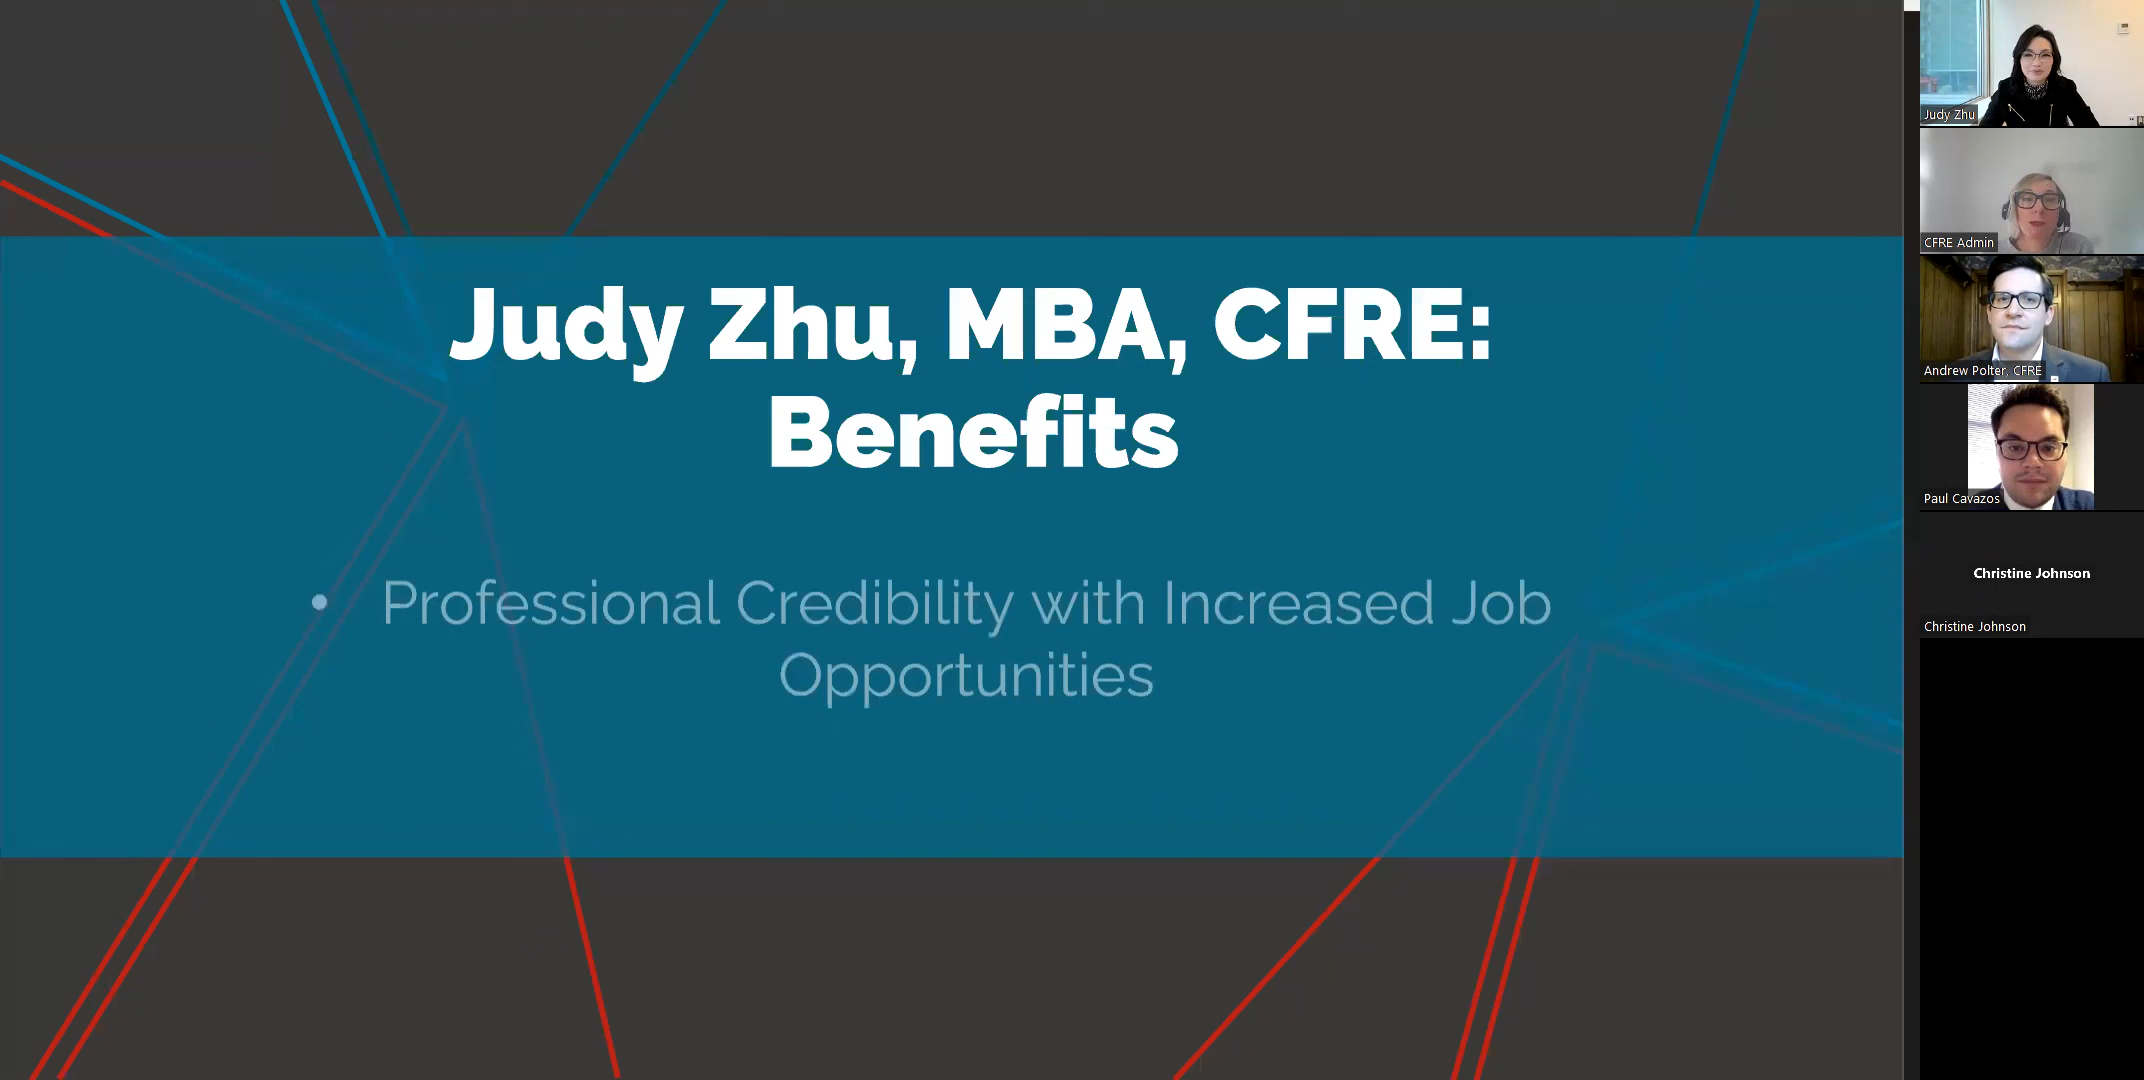 Judy Zhu, MBA, CFRE:
Benefits
• Professional Credibility with Increased Job
Opportunities
Judy Zhu
CFRE Admin
Andrew Polter, CFRE
Paul Cavazos
Christine Johnson
Christine Johnson